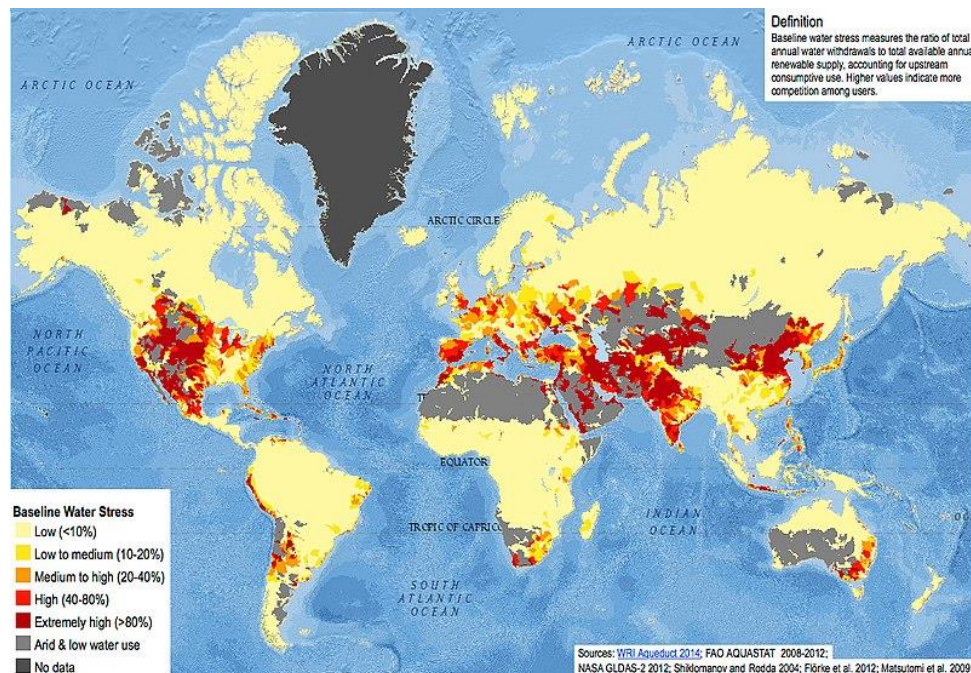 Definition
Baseline water stress measures the ratio of total
annual water withdrawals to total available annua
renewable supply, accounting for upstream
consumptive use. Higher values indicate more
competition among users.
ARCTIC OCEAN
ARCTIC OCEAN
ARCTIC CIRCLE
NORTH
PACIFIC
OCEAN
NORTH
ATLANTIC
OCEAN
EQUATOR
INDIAN
OCEAN
TROPIC OF CAPRICO
SOUTH
ATLANTIC
OCEAN
Baseline Water Stress
Low (<10%)
Low to medium (10-20%)
Medium to high (20-40%)
High (40-80%)
Extremely high (>80%)
Arid & low water use
No data
Sources: WRI Aqueduct 2014; FAO AQUASTAT 2008-2012;
NASA GLDAS-2 2012; Shiklomanov and Rodda 2004; Flörke et al. 2012; Matsutomi et al. 2009